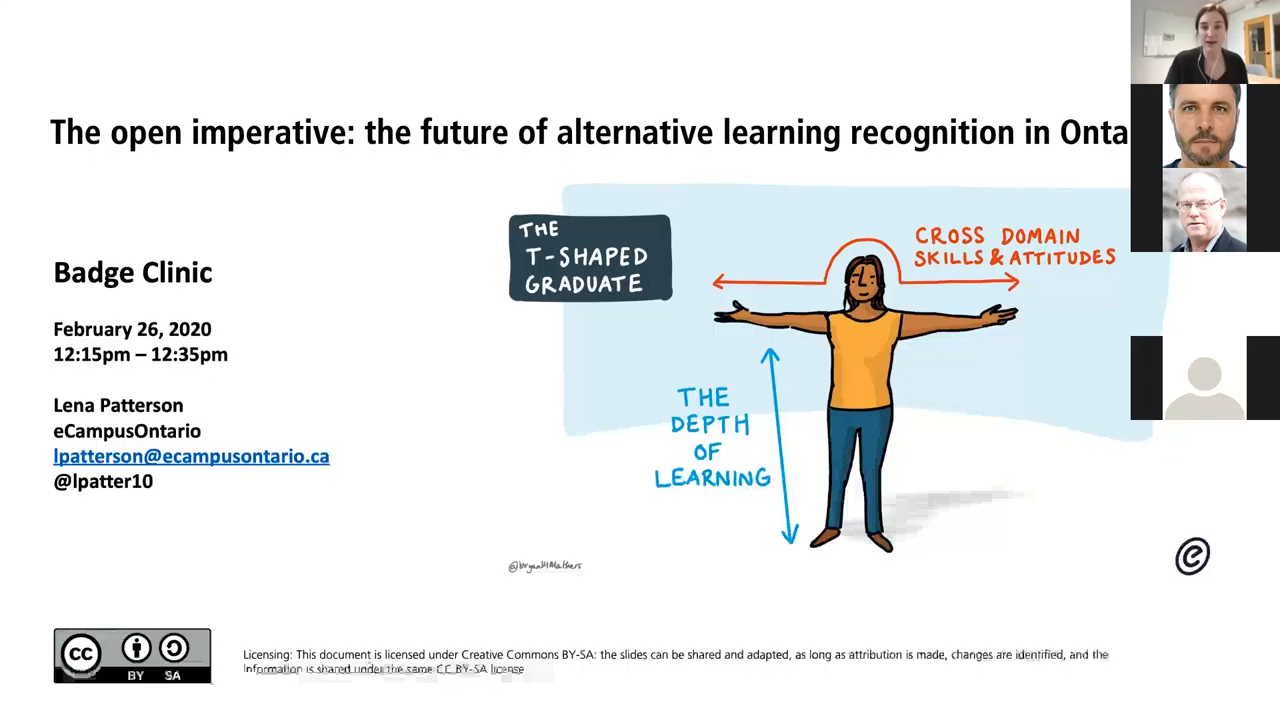 The open imperative: the future of alternative learning recognition in Onta
THE
T-SHAPED
GRADUATE
CROSS DOMAIN
SKILLS & ATTITUDES
Badge Clinic
February 26, 2020
12:15pm – 12:35pm
Lena Patterson
eCampusOntario
lpatterson@ecampusontario.ca
@lpatter10
THE
DEPTH
OF
LEARNING
@bryanMMathers
cc
BY SA
Licensing: This document is licensed under Creative Commons BY-SA: the slides can be shared and adapted, as long as attribution is made, changes are identified, and the
Information is shared under the same CC BY-SA license